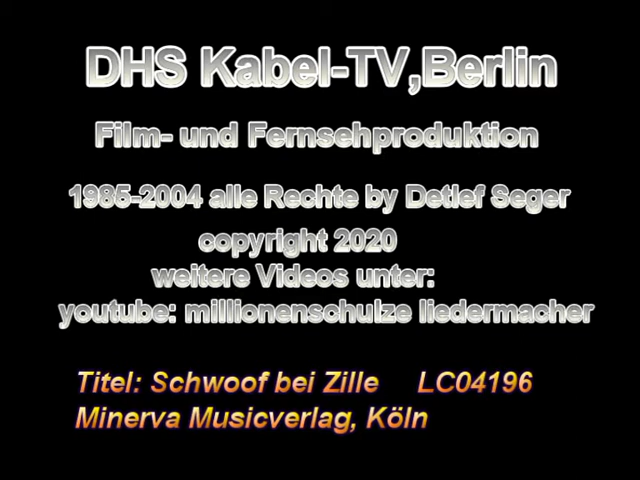 DHS Kabel-TV,Berlin
Film- und Fernsehproduktion
1985-2004 alle Rechte by Detlef Seger
copyright 2020
weitere Videos unter:
youtube: millionenschulze liedermacher
Titel: Schwoof bei Zille LC04196
Minerva Musicverlag, Köln